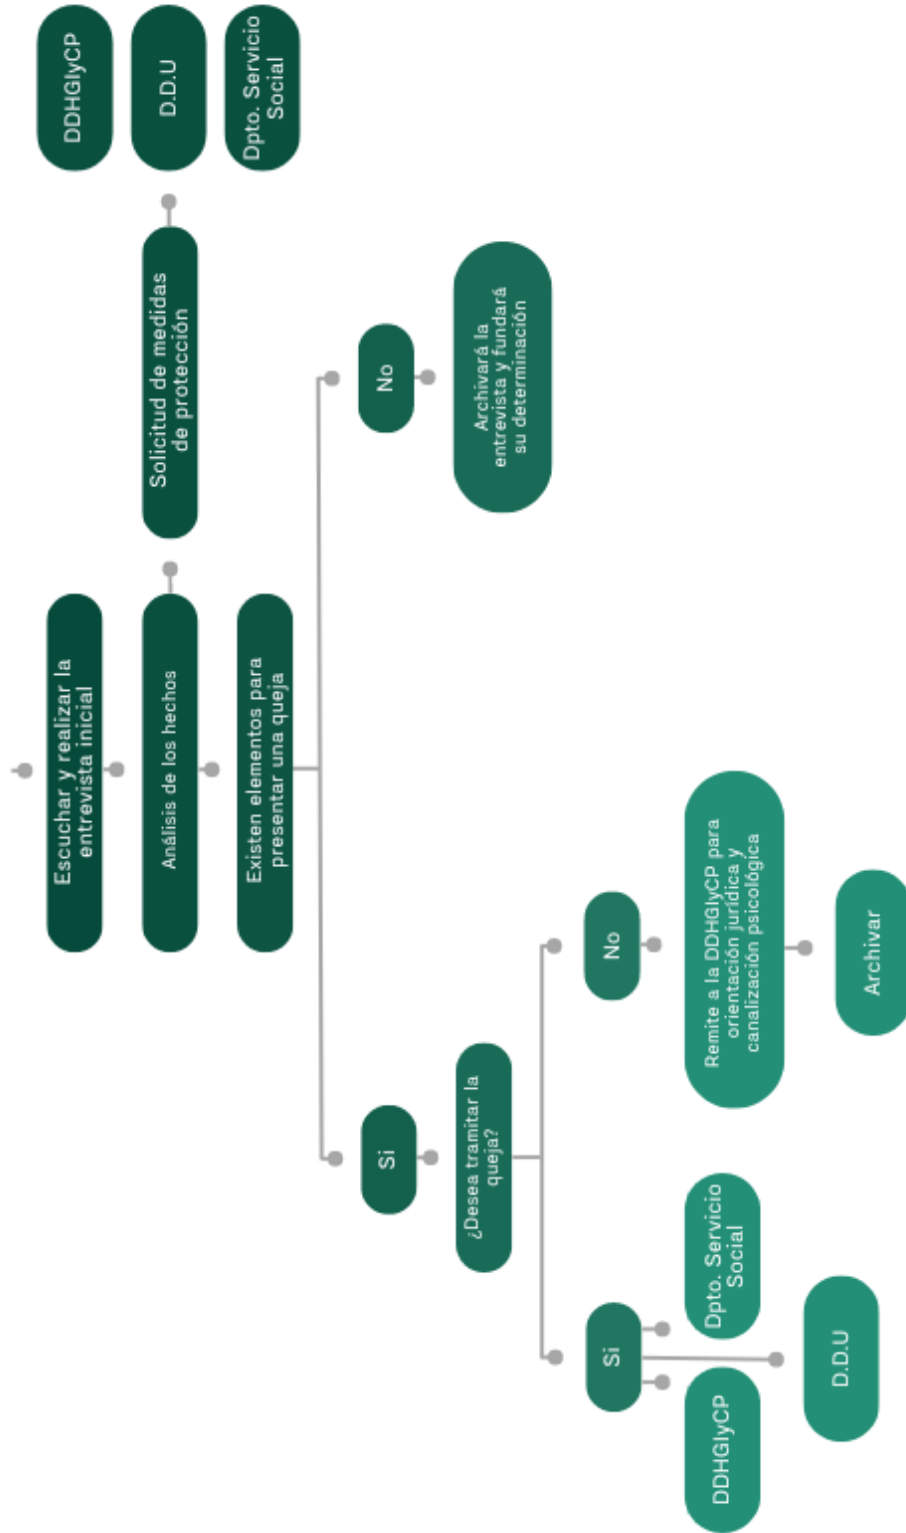 Escuchar y realizar la
entrevista inicial
Análisis de los hechos
Solicitud de medidas
de protección
DDHGIyCP
D.D.U
Dpto. Servicio
Social
Existen elementos para
presentar una queja
Si
No
¿Desea tramitar la
queja?
Archivará la
entrevista y fundará
su determinación
Si
No
DDHGIyCP
Dpto. Servicio
Social
D.D.U
Remite a la DDHGIyCP para
orientación jurídica y
canalización psicológica
Archivar